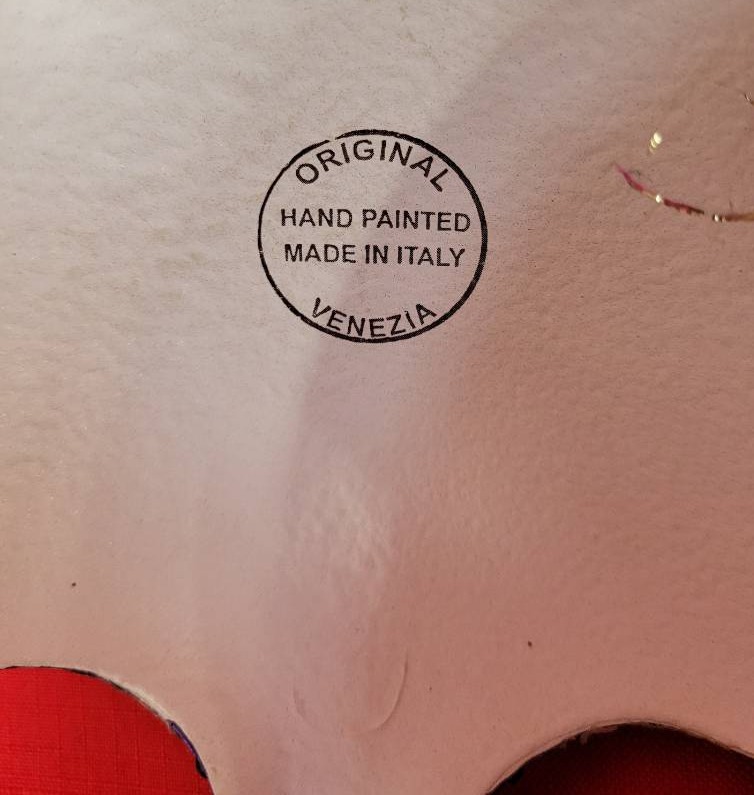 ORIGINAL
HAND PAINTED
MADE IN ITALY
VENEZIA